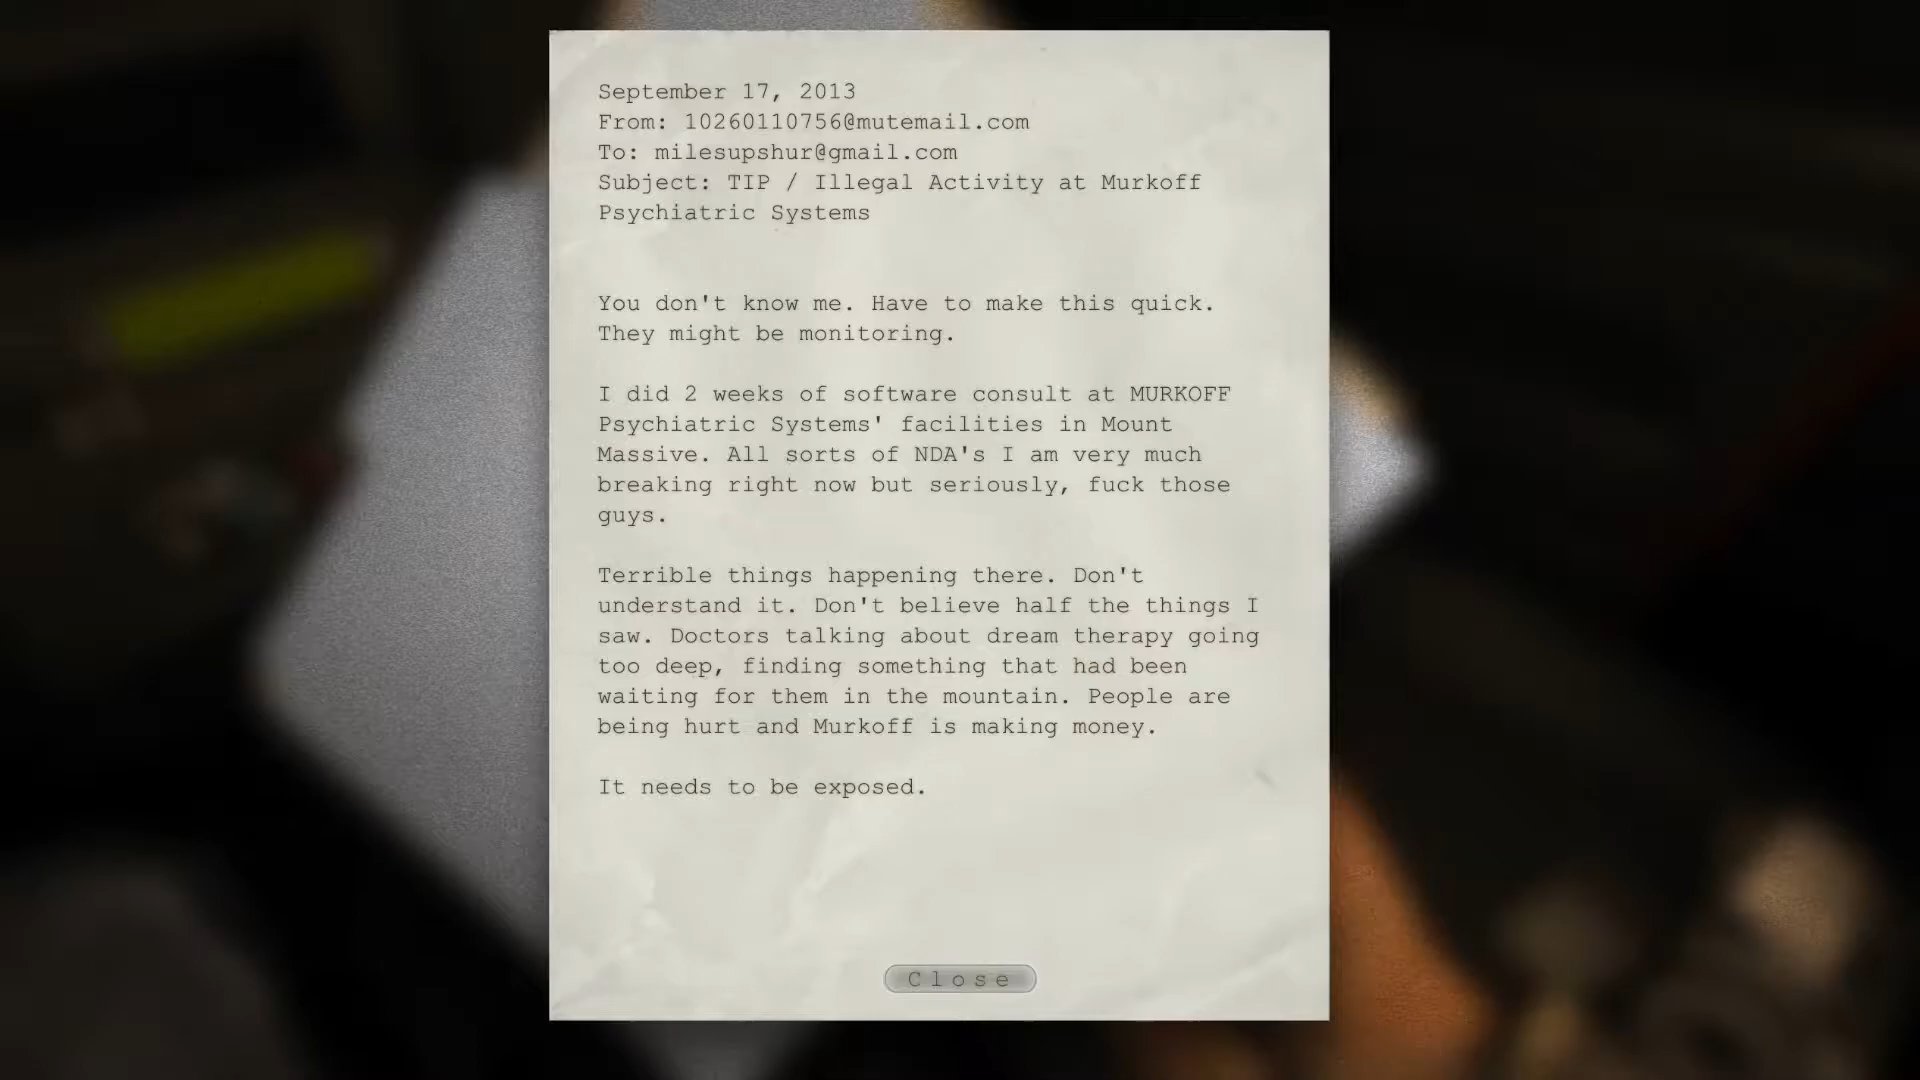 September 17, 2013
From: 10260110756@mutemail.com
To: milesupshur@gmail.com
Subject: TIP / Illegal Activity at Murkoff
Psychiatric Systems
You don't know me. Have to make this quick.
They might be monitoring.
I did 2 weeks of software consult at MURKOFF
Psychiatric Systems' facilities in Mount
Massive. All sorts of NDA's I am very much
breaking right now but seriously, fuck those
guys.
Terrible things happening there. Don't
understand it. Don't believe half the things I
saw. Doctors talking about dream therapy going
too deep, finding something that had been
waiting for them in the mountain. People are
being hurt and Murkoff is making money.
It needs to be exposed.
Close